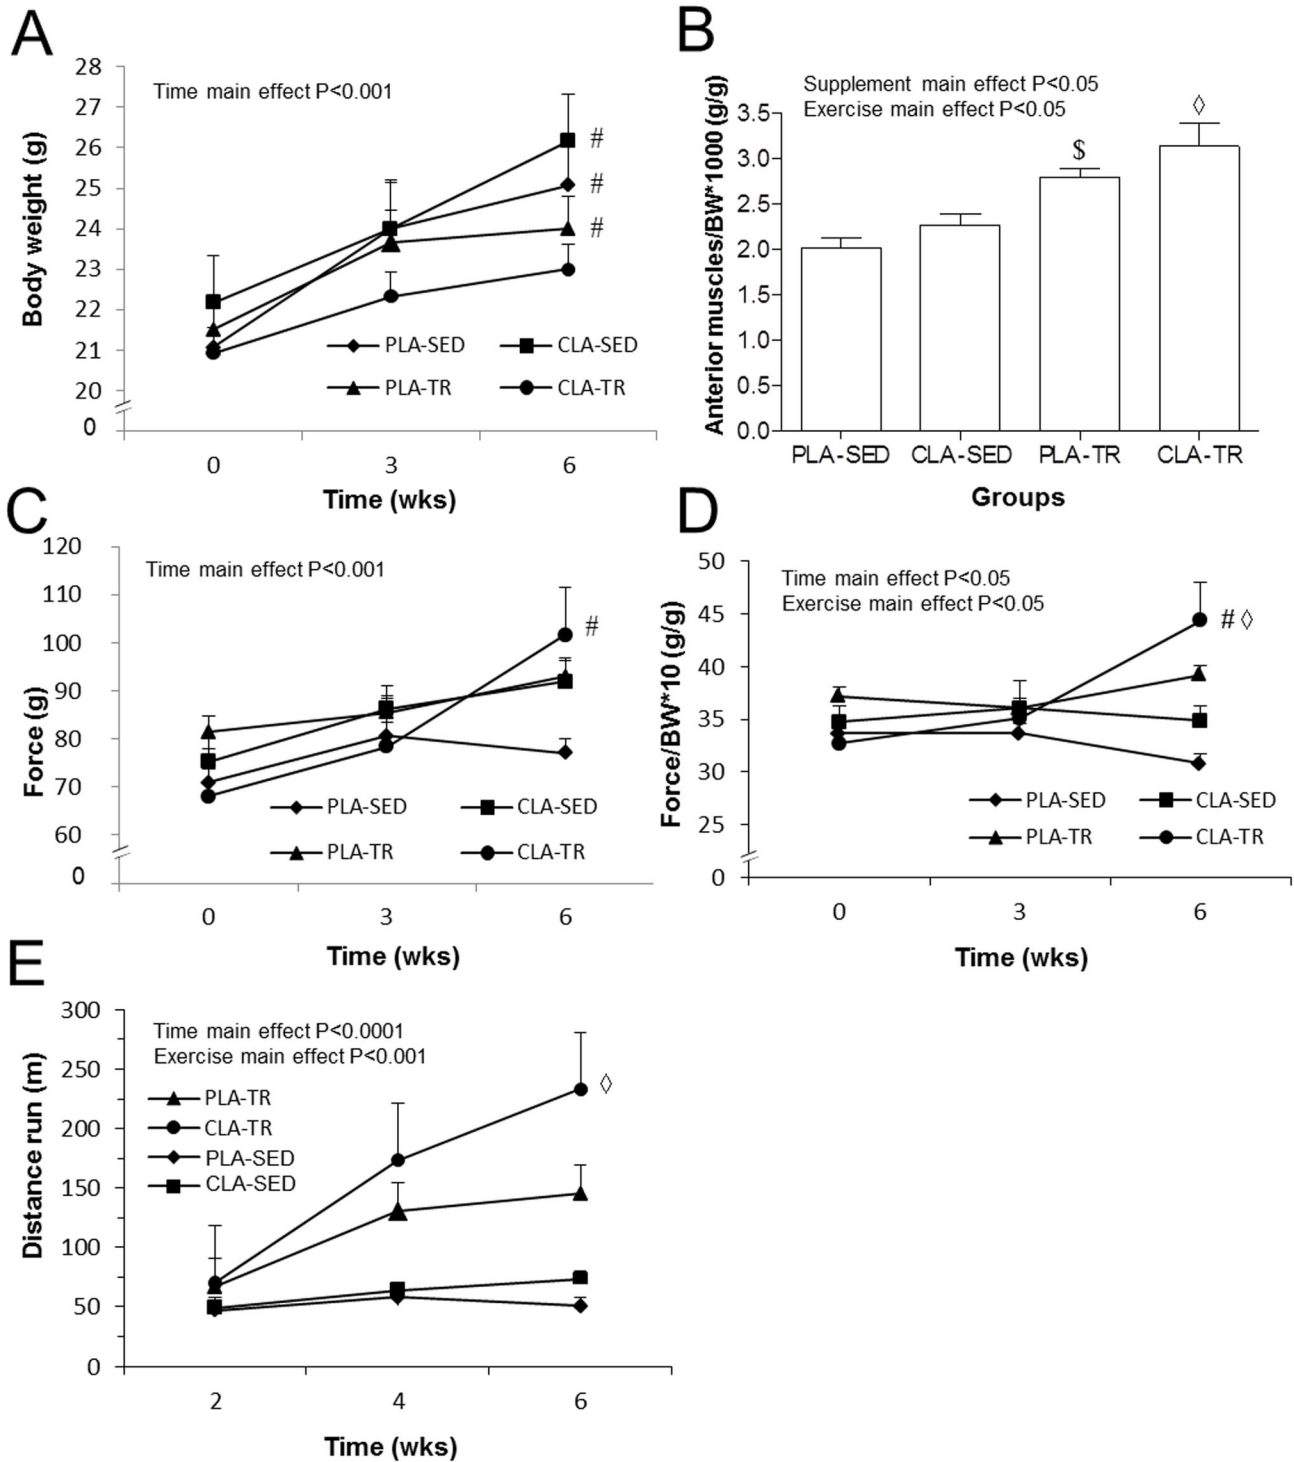 A
Time main effect P<0.001
Body weight (g)
28
27
26
25
24
23
22
21
20
0
#
#
#
PLA-SED
CLA-SED
PLA-TR
CLA-TR
0 3 6
Time (wks)
B
Supplement main effect P<0.05
Exercise main effect P<0.05
Anterior muscles/BW*1000 (g/g)
3.5
3.0
2.5
2.0
1.5
1.0
0.5
0.0
$
◊
PLA-SED CLA-SED PLA-TR CLA-TR
Groups
C
Time main effect P<0.001
Force (g)
120
110
100
90
80
70
60
0
#
PLA-SED
CLA-SED
PLA-TR
CLA-TR
0 3 6
Time (wks)
D
Time main effect P<0.05
Exercise main effect P<0.05
Force/BW*10 (g/g)
50
45
40
35
30
25
0
# ◊
PLA-SED
CLA-SED
PLA-TR
CLA-TR
0 3 6
Time (wks)
E
Time main effect P<0.0001
Exercise main effect P<0.001
Distance run (m)
300
250
200
150
100
50
0
◊
PLA-TR
CLA-TR
PLA-SED
CLA-SED
2 4 6
Time (wks)